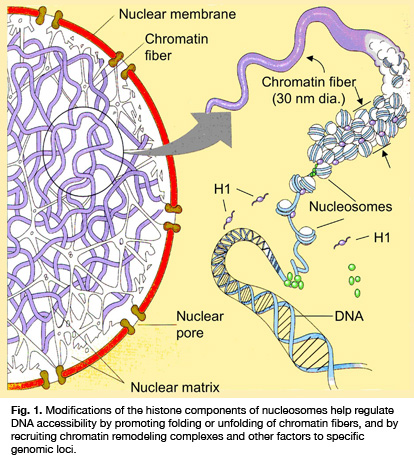 Nuclear membrane
Chromatin
fiber
Chromatin fiber
(30 nm dia.)
H1
Nucleosomes
H1
DNA
Nuclear
pore
Nuclear matrix
Fig. 1. Modifications of the histone components of nucleosomes help regulate
DNA accessibility by promoting folding or unfolding of chromatin fibers, and by
recruiting chromatin remodeling complexes and other factors to specific
genomic loci.